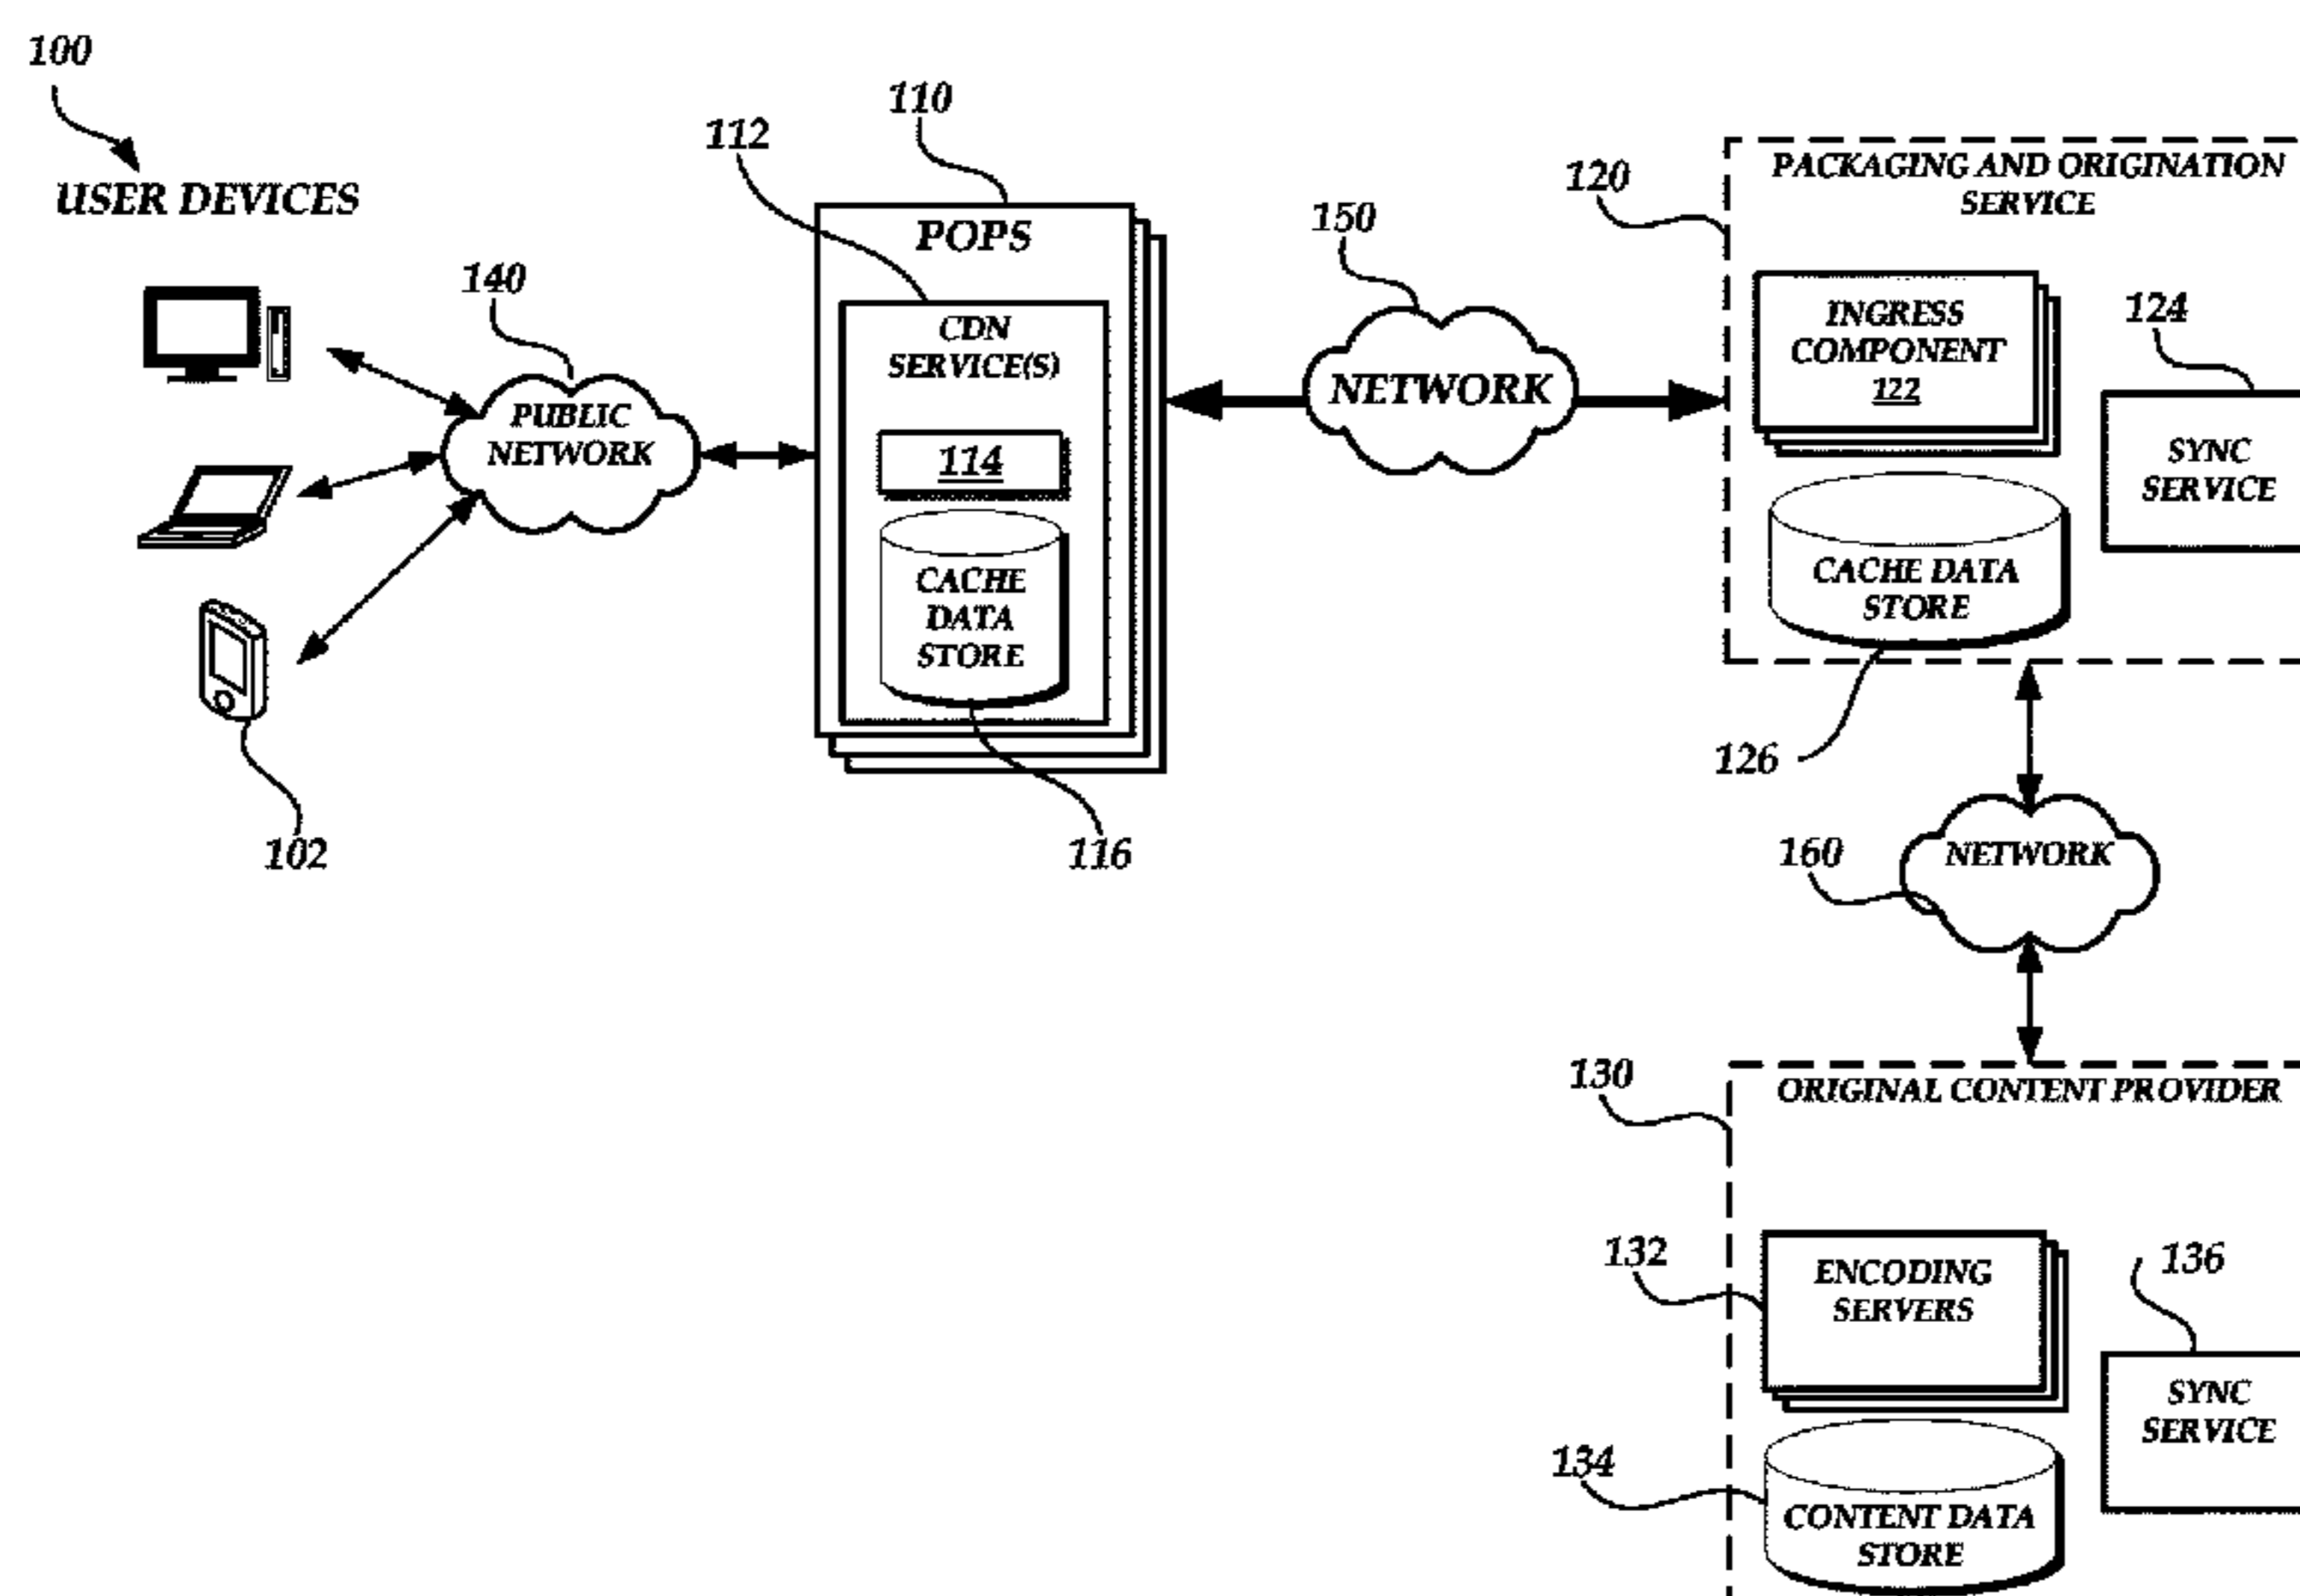 100
USER DEVICES
102
140
PUBLIC
NETWORK
110
112
POPS
CDN
SERVICE(S)
114
CACHE
DATA
STORE
116
150
NETWORK
120
PACKAGING AND ORIGINATION
SERVICE
INGRESS
COMPONENT
122
124
SYNC
SERVICE
CACHE DATA
STORE
126
160
NETWORK
130
ORIGINAL CONTENT PROVIDER
132
ENCODING
SERVERS
136
SYNC
SERVICE
134
CONTENT DATA
STORE